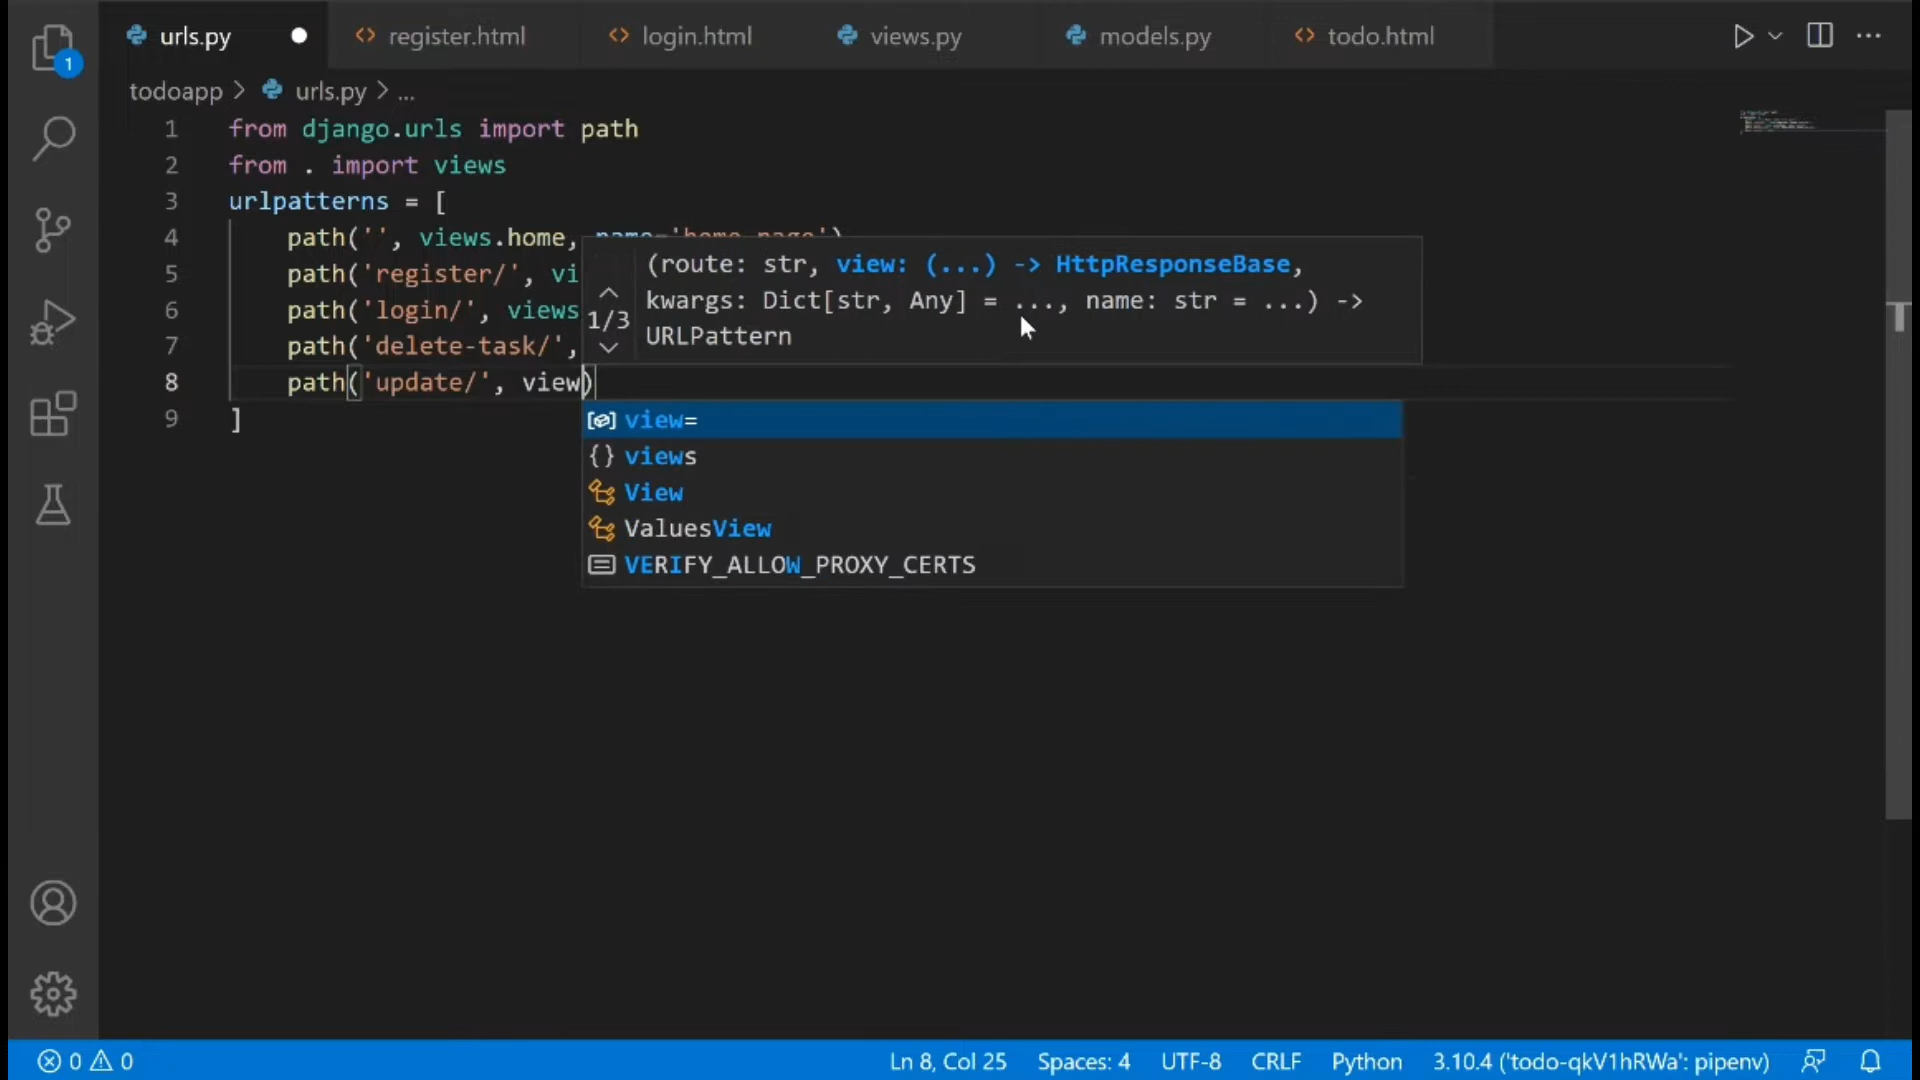 urls.py register.html login.html views.py models.py todo.html
1
todoapp > urls.py > ...
1 from django.urls import path
2 from . import views
3 urlpatterns = [
4 path('', views.home, name='home-page')
5 path('register/', vi
6 path('login/', views
7 path('delete-task/',
8 path('update/', view)
9 ]
(route: str, view: (...) -> HttpResponseBase,
1/3 kwargs: Dict[str, Any] = ..., name: str = ...) ->
URLPattern
view=
views
View
ValuesView
VERIFY_ALLOW_PROXY_CERTS
0 0 Ln 8, Col 25 Spaces: 4 UTF-8 CRLF Python 3.10.4 ('todo-qkV1hRWa': pipenv)